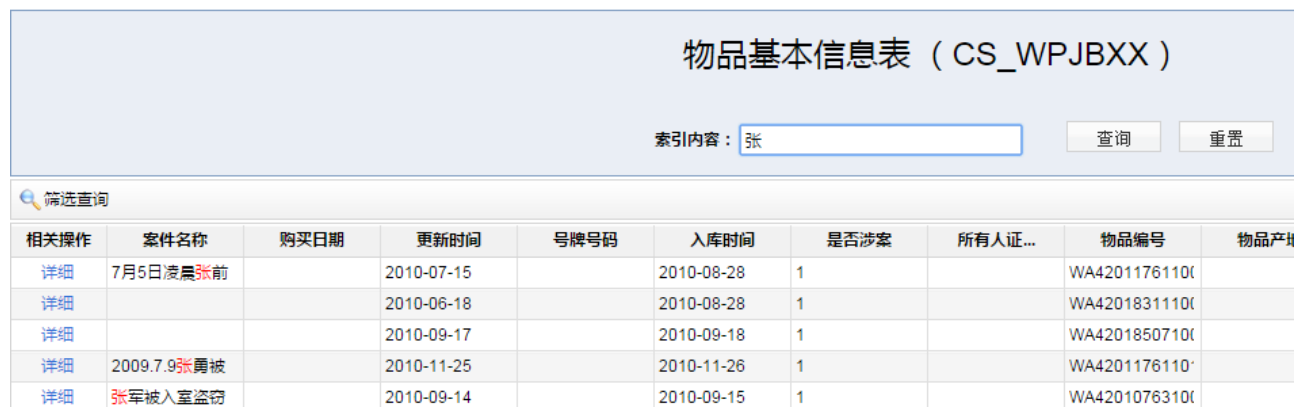 物品基本信息表 （ CS_WPJBXX ）
索引内容： 张 查询 重置
筛选查询
相关操作 案件名称 购买日期 更新时间 号牌号码 入库时间 是否涉案 所有人证... 物品编号 物品产
详细 7月5日凌晨张前 2010-07-15 2010-08-28 1 WA4201176110
详细 2010-06-18 2010-08-28 1 WA4201831110
详细 2010-09-17 2010-09-18 1 WA4201850710
详细 2009.7.9张勇被 2010-11-25 2010-11-26 1 WA4201176110
详细 张军被入室盗窃 2010-09-14 2010-09-15 1 WA4201076310